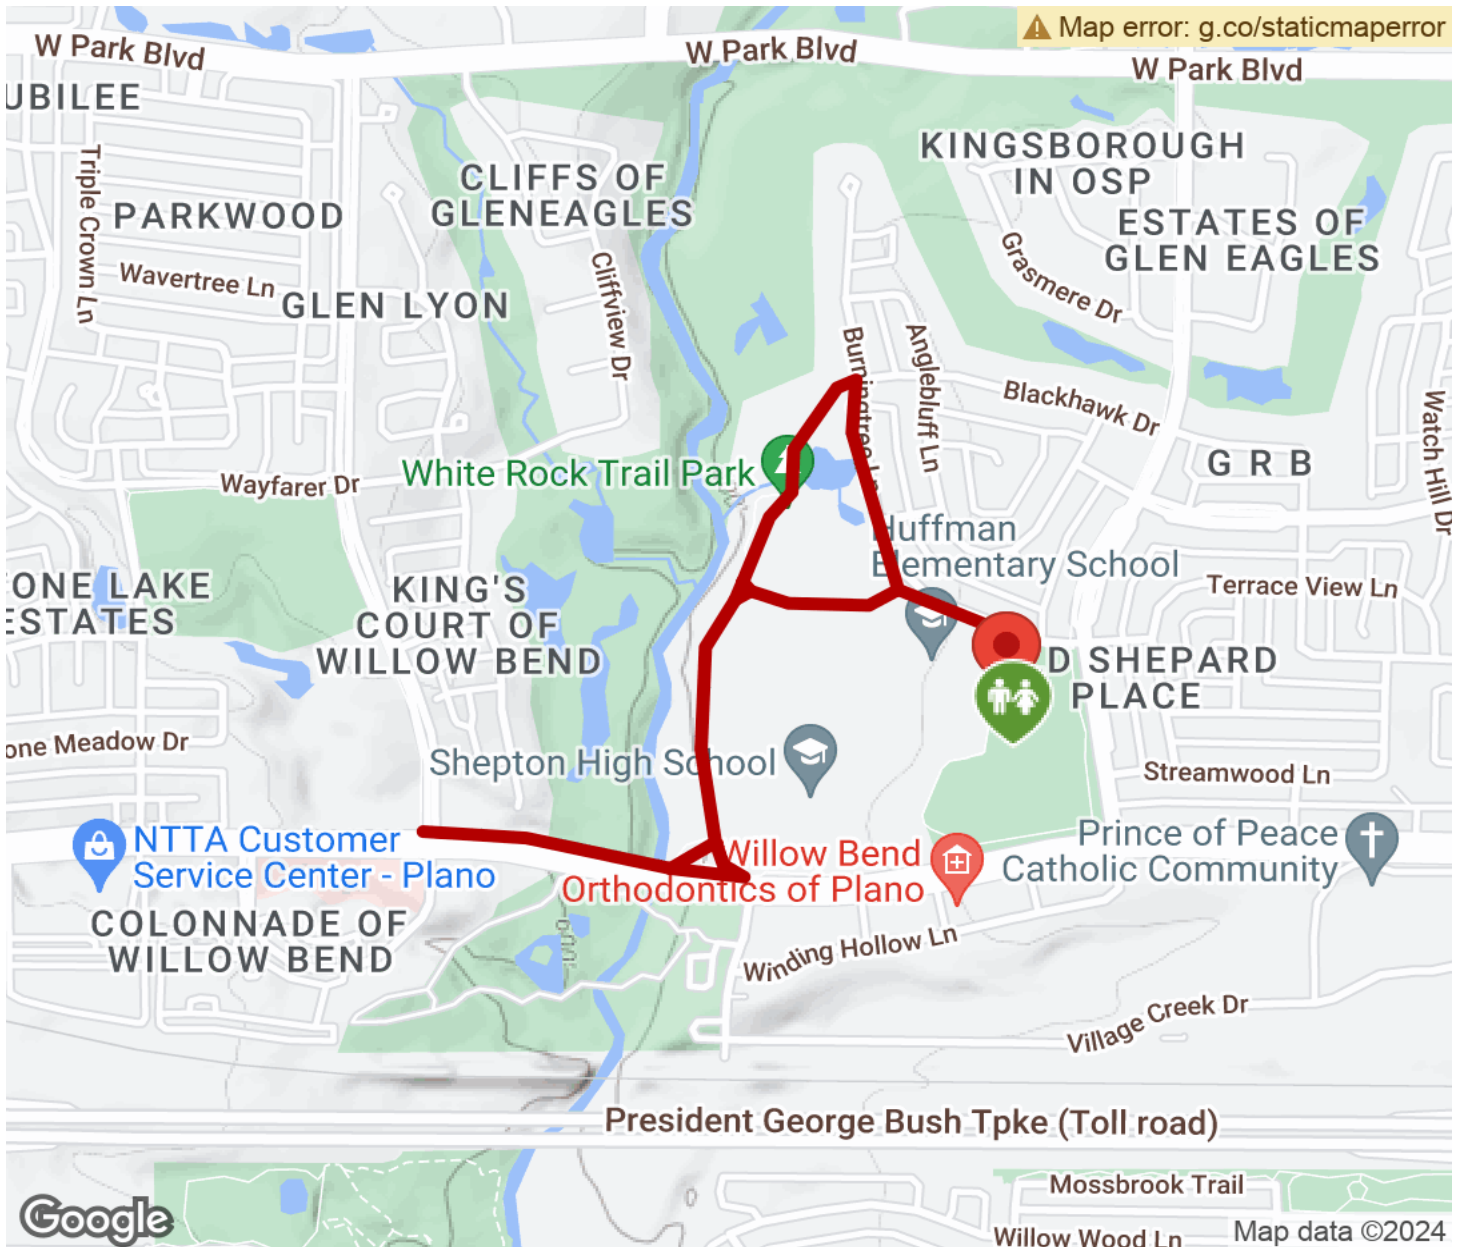 Map error: g.co/staticmaperror
W Park Blvd
W Park Blvd
W Park Blvd
UBILEE
KINGSBOROUGH
IN OSP
Triple Crown Ln
PARKWOOD
CLIFFS OF
GLENEAGLES
ESTATES OF
GLEN EAGLES
Grasmere Dr
Wavertree Ln
GLEN LYON
Cliffview Dr
Burningtree Ln
Anglebluff Ln
Blackhawk Dr
Watch Hill Dr
White Rock Trail Park
Wayfarer Dr
G R B
Huffman
Elementary School
ONE LAKE
ESTATES
KING'S
COURT OF
WILLOW BEND
Terrace View Ln
D SHEPARD
PLACE
one Meadow Dr
Shepton High School
Streamwood Ln
NTTA Customer
Service Center - Plano
Willow Bend
Orthodontics of Plano
Prince of Peace
Catholic Community
COLONNADE OF
WILLOW BEND
600
Winding Hollow Ln
Village Creek Dr
President George Bush Tpke (Toll road)
Mossbrook Trail
Willow Wood Ln
Google
Map data ©2024